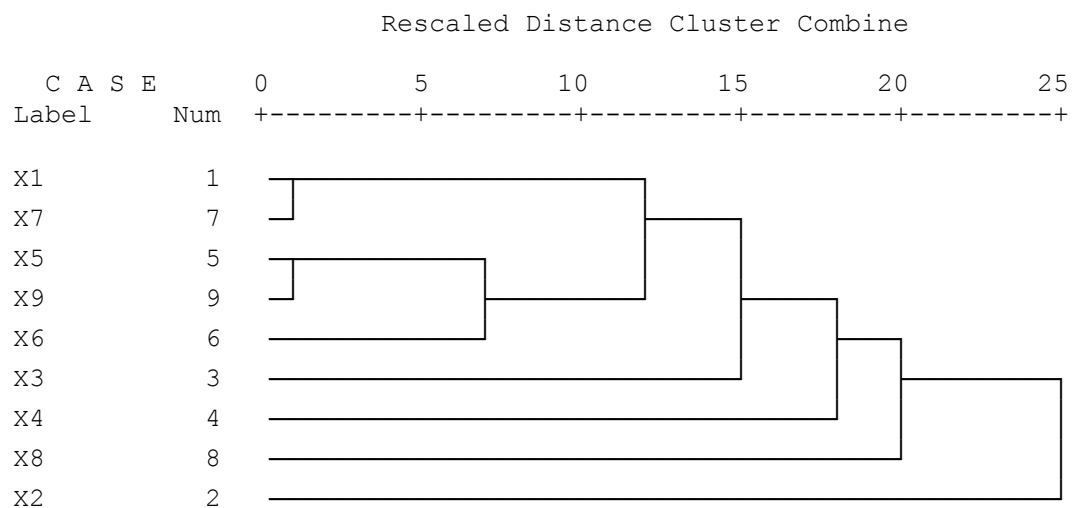 Rescaled Distance Cluster Combine
C A S E 0 5 10 15 20 25
Label Num +---------+---------+---------+---------+---------+
X1 1
X7 7
X5 5
X9 9
X6 6
X3 3
X4 4
X8 8
X2 2